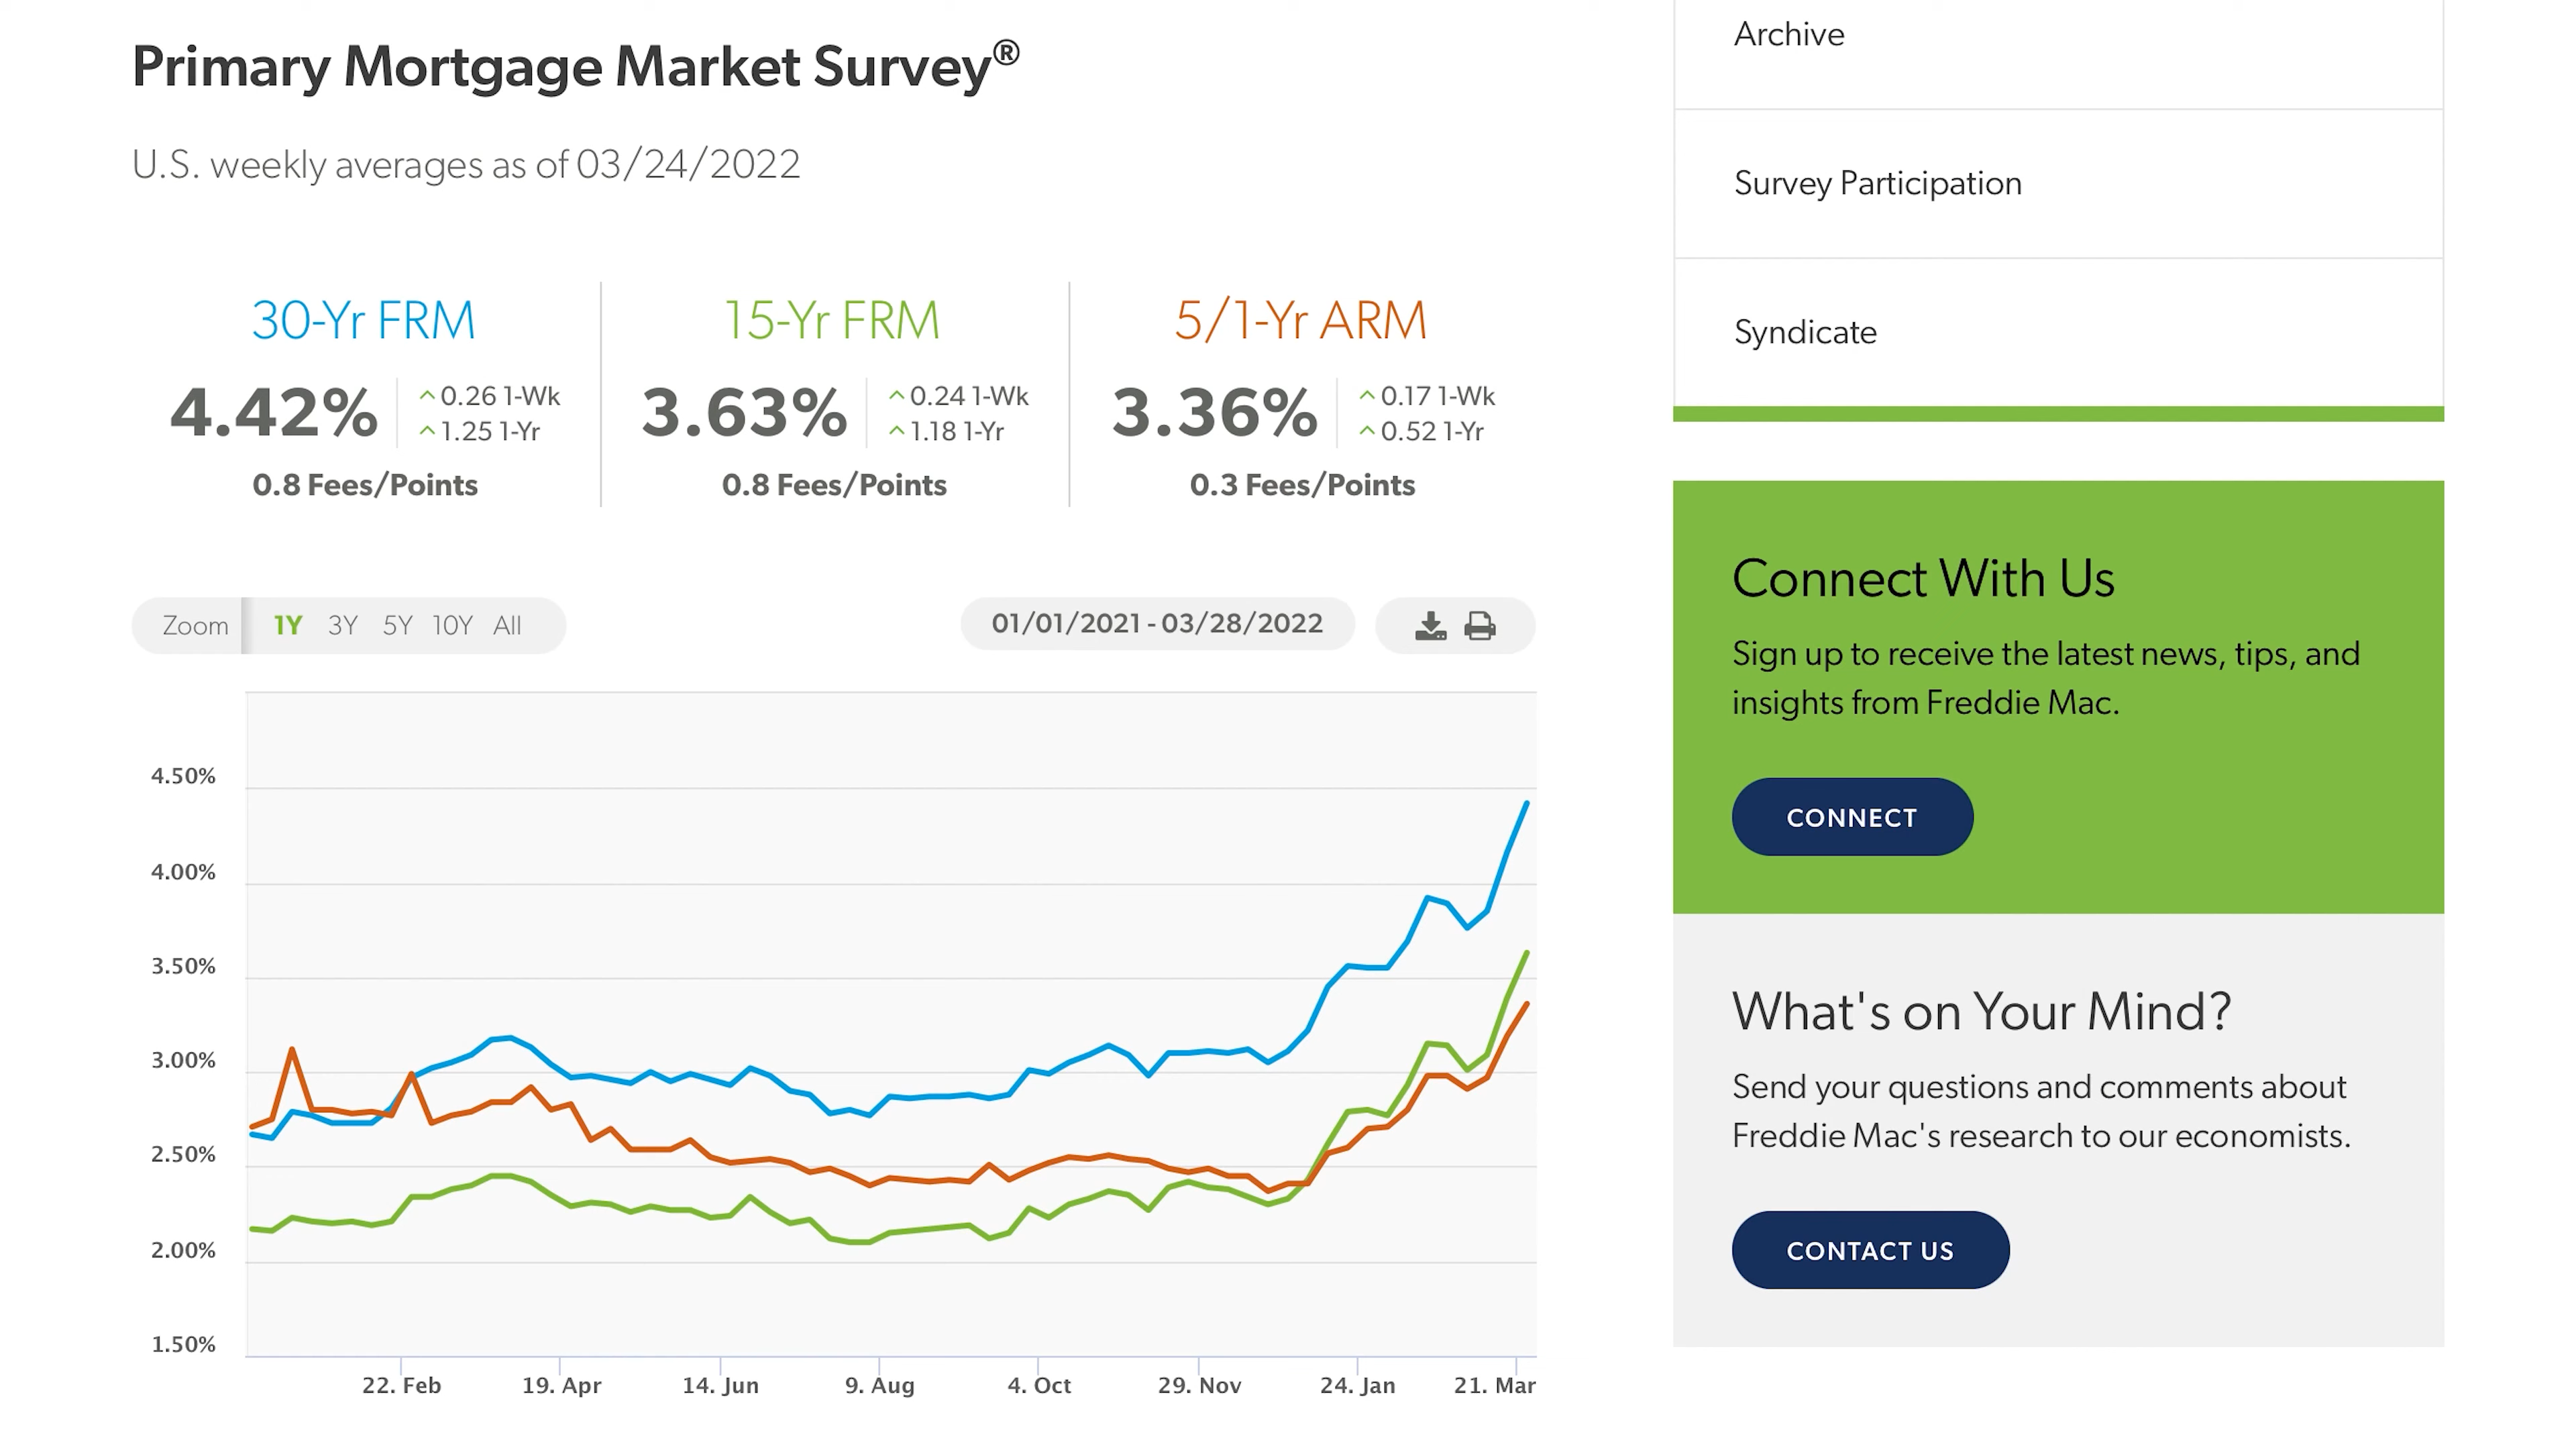 Primary Mortgage Market Survey®
U.S. weekly averages as of 03/24/2022
30-Yr FRM
4.42%
0.26 1-Wk
1.25 1-Yr
0.8 Fees/Points
15-Yr FRM
3.63%
0.24 1-Wk
1.18 1-Yr
0.8 Fees/Points
5/1-Yr ARM
3.36%
0.17 1-Wk
0.52 1-Yr
0.3 Fees/Points
Zoom 1Y 3Y 5Y 10Y All
01/01/2021 - 03/28/2022
4.50%
4.00%
3.50%
3.00%
2.50%
2.00%
1.50%
22. Feb 19. Apr 14. Jun 9. Aug 4. Oct 29. Nov 24. Jan 21. Mar
Archive
Survey Participation
Syndicate
Connect With Us
Sign up to receive the latest news, tips, and
insights from Freddie Mac.
CONNECT
What's on Your Mind?
Send your questions and comments about
Freddie Mac's research to our economists.
CONTACT US